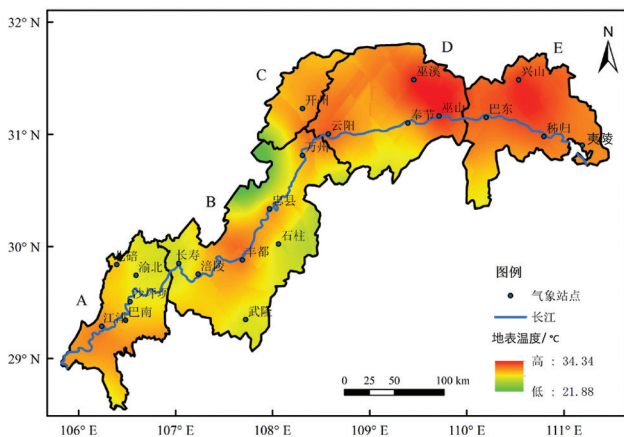 32° N
31° N
30° N
29° N
106° E
107° E
108° E
109° E
110° E
111° E
A
B
C
D
E
N
巫溪
兴山
开州
云阳
奉节
巫山
巴东
秭归
夷陵
万州
忠县
石柱
丰都
涪陵
长寿
武隆
北碚
渝北
沙坪坝
江津
巴南
图例
气象站点
长江
地表温度/℃
高 : 34.34
低 : 21.88
0 25 50 100 km